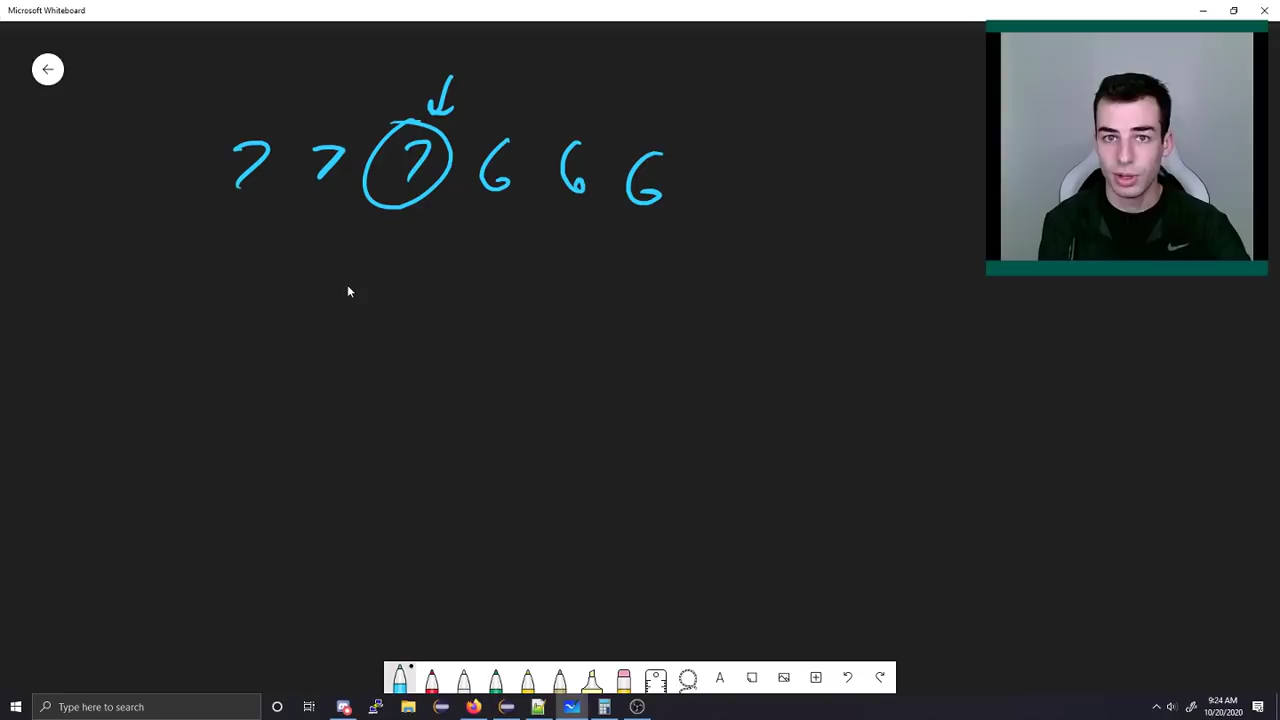 Microsoft Whiteboard
7 7 7 6 6 6
A
Type here to search
9:24 AM
10/20/2020